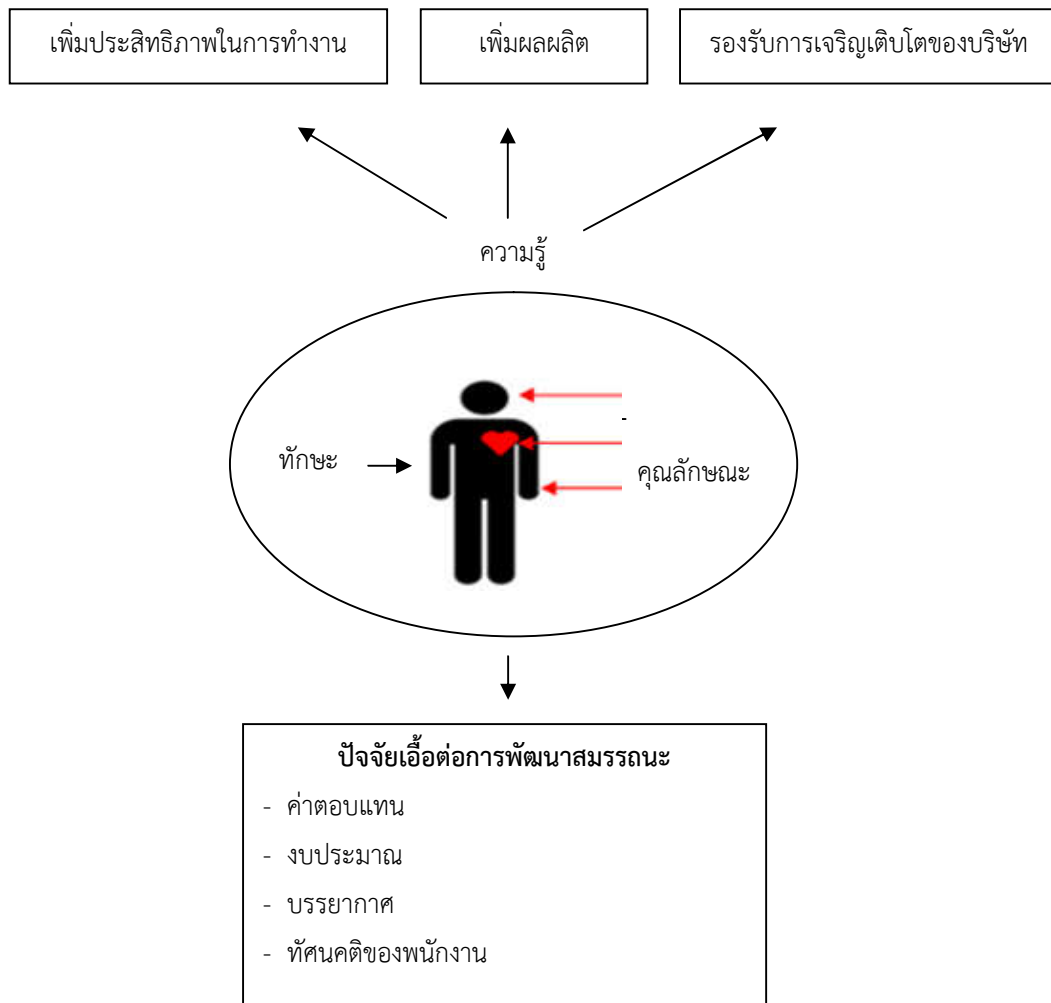 เพิ่มประสิทธิภาพในการทำงาน
เพิ่มผลผลิต
รองรับการเจริญเติบโตของบริษัท
ความรู้
ทักษะ
คุณลักษณะ
ปัจจัยเอื้อต่อการพัฒนาสมรรถนะ
- ค่าตอบแทน
- งบประมาณ
- บรรยากาศ
- ทัศนคติของพนักงาน